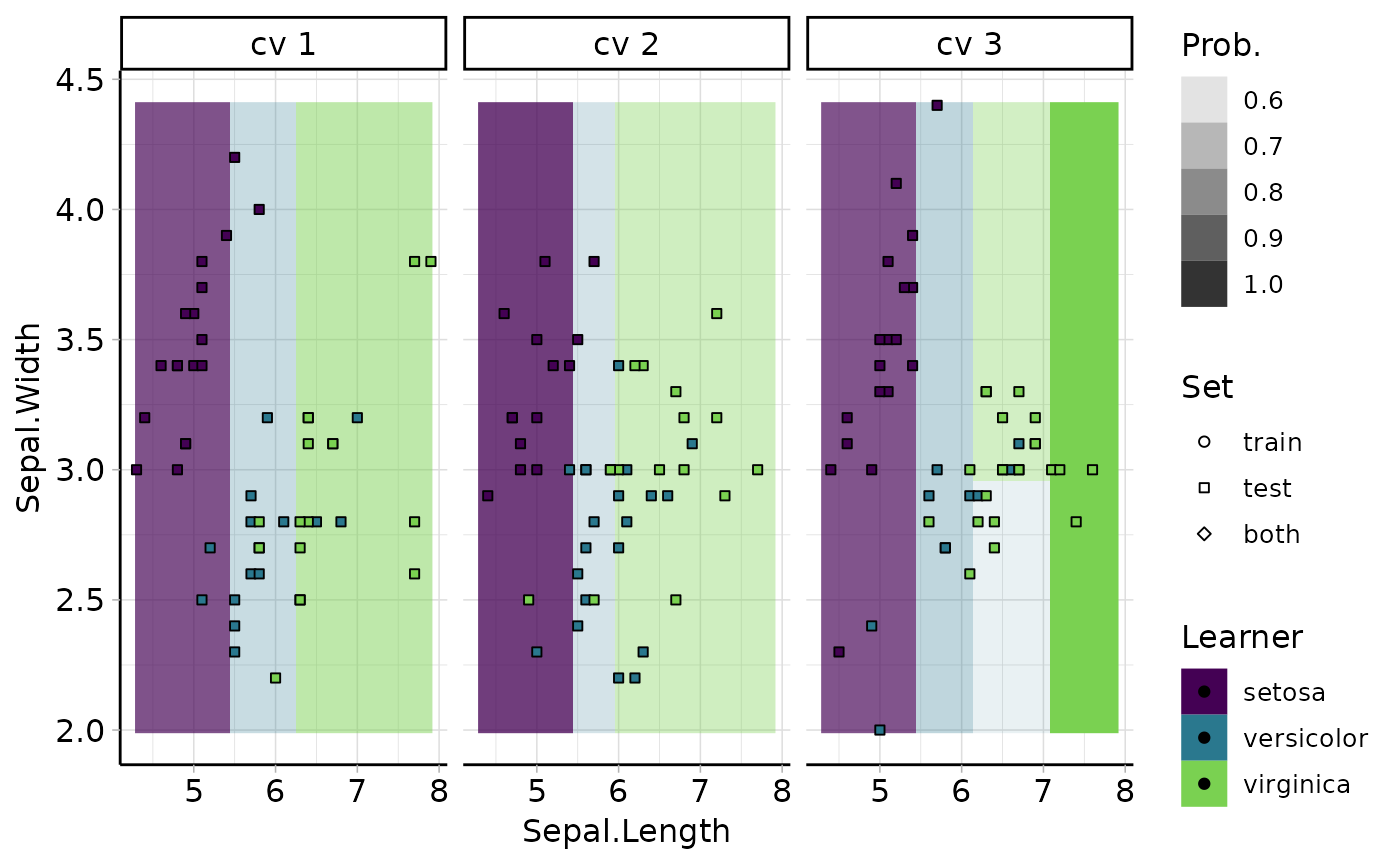 cv 1
cv 2
cv 3
4.5
4.0
3.5
3.0
2.5
2.0
Sepal.Width
5 6 7 8
5 6 7 8
5 6 7 8
Sepal.Length
Prob.
0.6
0.7
0.8
0.9
1.0
Set
train
test
both
Learner
setosa
versicolor
virginica